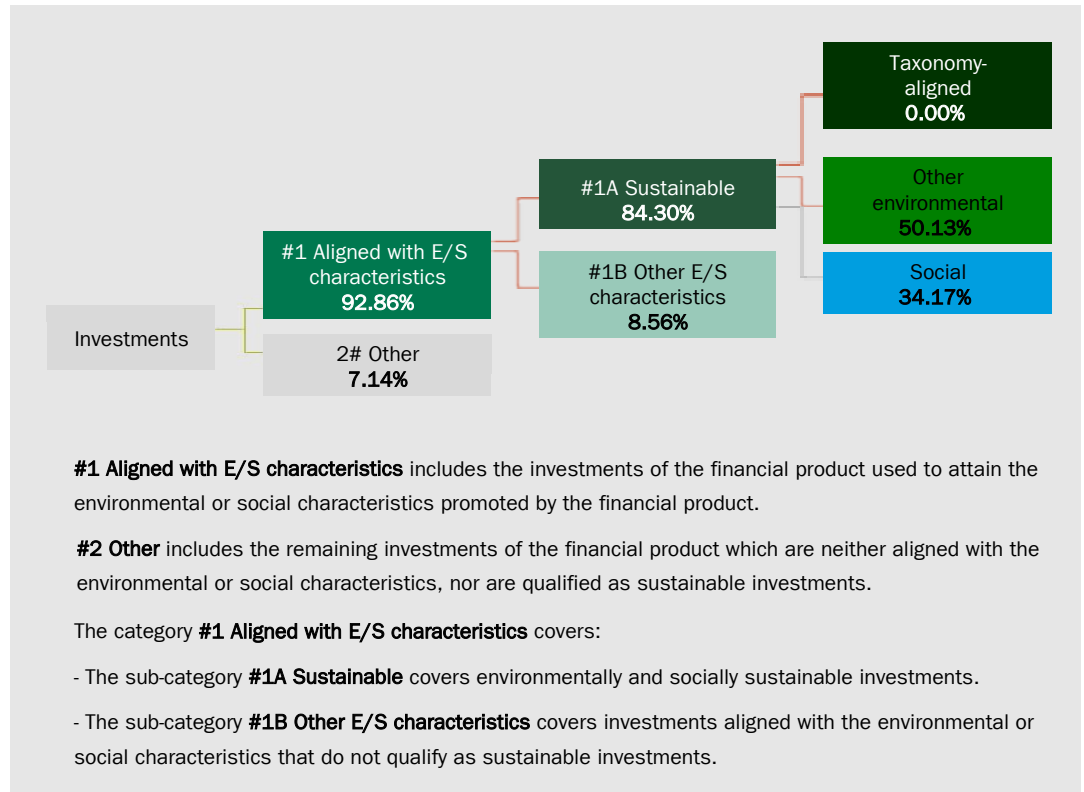 Taxonomy-
aligned
0.00%
#1A Sustainable
84.30%
Other
environmental
50.13%
#1 Aligned with E/S
characteristics
92.86%
#1B Other E/S
characteristics
8.56%
Social
34.17%
Investments
2# Other
7.14%
#1 Aligned with E/S characteristics includes the investments of the financial product used to attain the
environmental or social characteristics promoted by the financial product.
#2 Other includes the remaining investments of the financial product which are neither aligned with the
environmental or social characteristics, nor are qualified as sustainable investments.
The category #1 Aligned with E/S characteristics covers:
- The sub-category #1A Sustainable covers environmentally and socially sustainable investments.
- The sub-category #1B Other E/S characteristics covers investments aligned with the environmental or
social characteristics that do not qualify as sustainable investments.